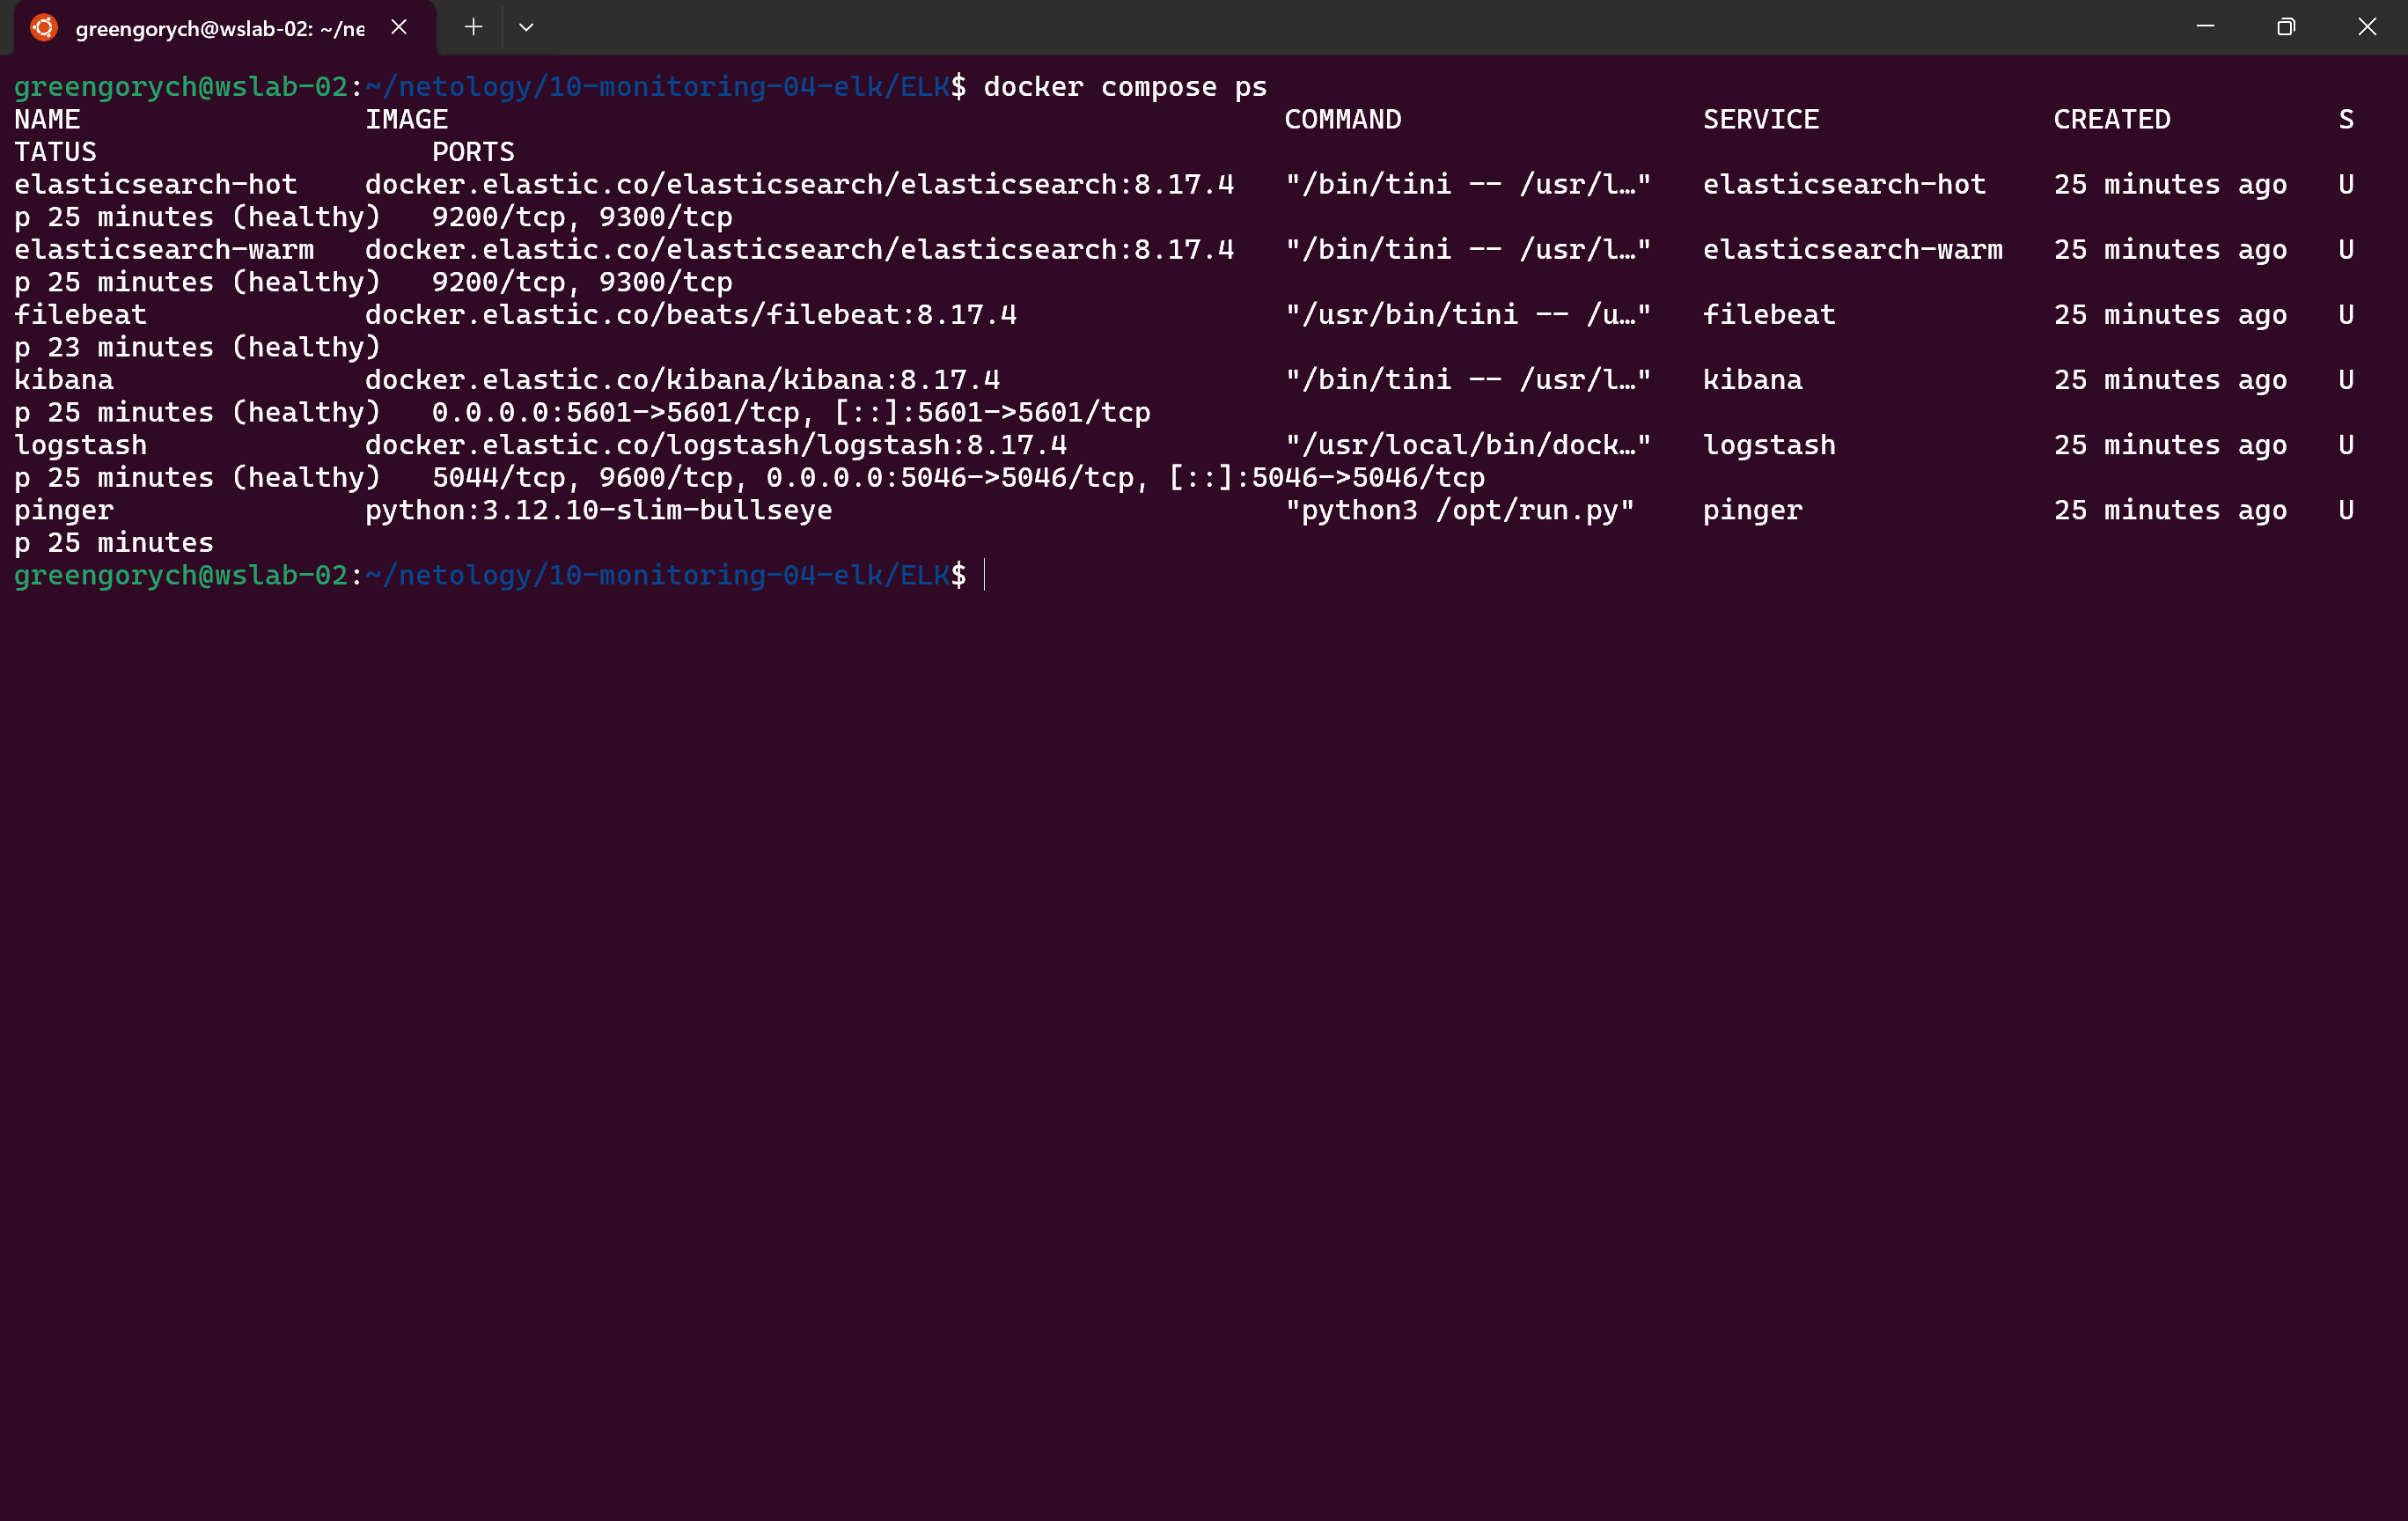 greengorych@wslab-02: ~/ne
greengorych@wslab-02:~/netology/10-monitoring-04-elk/ELK$ docker compose ps
NAME                 IMAGE                                                  COMMAND                  SERVICE              CREATED          S
TATUS                    PORTS
elasticsearch-hot    docker.elastic.co/elasticsearch/elasticsearch:8.17.4   "/bin/tini -- /usr/l…"   elasticsearch-hot    25 minutes ago   U
p 25 minutes (healthy)   9200/tcp, 9300/tcp
elasticsearch-warm   docker.elastic.co/elasticsearch/elasticsearch:8.17.4   "/bin/tini -- /usr/l…"   elasticsearch-warm   25 minutes ago   U
p 25 minutes (healthy)   9200/tcp, 9300/tcp
filebeat             docker.elastic.co/beats/filebeat:8.17.4                "/usr/bin/tini -- /u…"   filebeat             25 minutes ago   U
p 23 minutes (healthy)
kibana               docker.elastic.co/kibana/kibana:8.17.4                 "/bin/tini -- /usr/l…"   kibana               25 minutes ago   U
p 25 minutes (healthy)   0.0.0.0:5601->5601/tcp, [::]:5601->5601/tcp
logstash             docker.elastic.co/logstash/logstash:8.17.4             "/usr/local/bin/dock…"   logstash             25 minutes ago   U
p 25 minutes (healthy)   5044/tcp, 9600/tcp, 0.0.0.0:5046->5046/tcp, [::]:5046->5046/tcp
pinger               python:3.12.10-slim-bullseye                           "python3 /opt/run.py"    pinger               25 minutes ago   U
p 25 minutes
greengorych@wslab-02:~/netology/10-monitoring-04-elk/ELK$